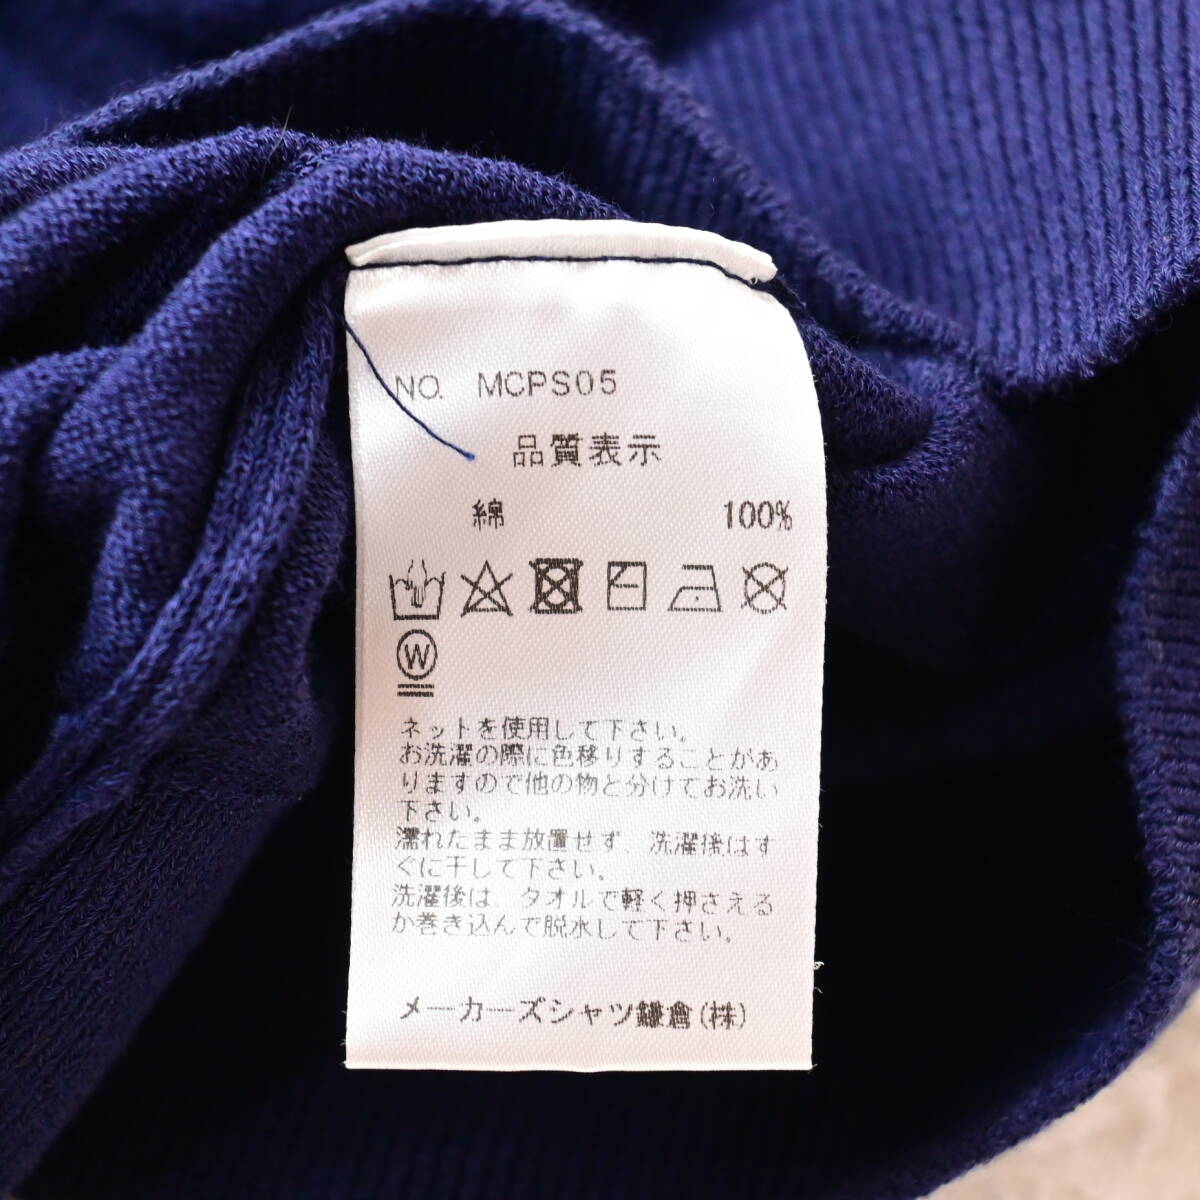 NO. MCPS05
品質表示
綿 100%
W
ネットを使用して下さい。
お洗濯の際に色移りすることがあ
りますので他の物と分けてお洗い
下さい。
濡れたまま放置せず、洗濯後はす
ぐに干して下さい。
洗濯後は、タオルで軽く押さえる
か巻き込んで脱水して下さい。
メーカーズシャツ鎌倉(株)